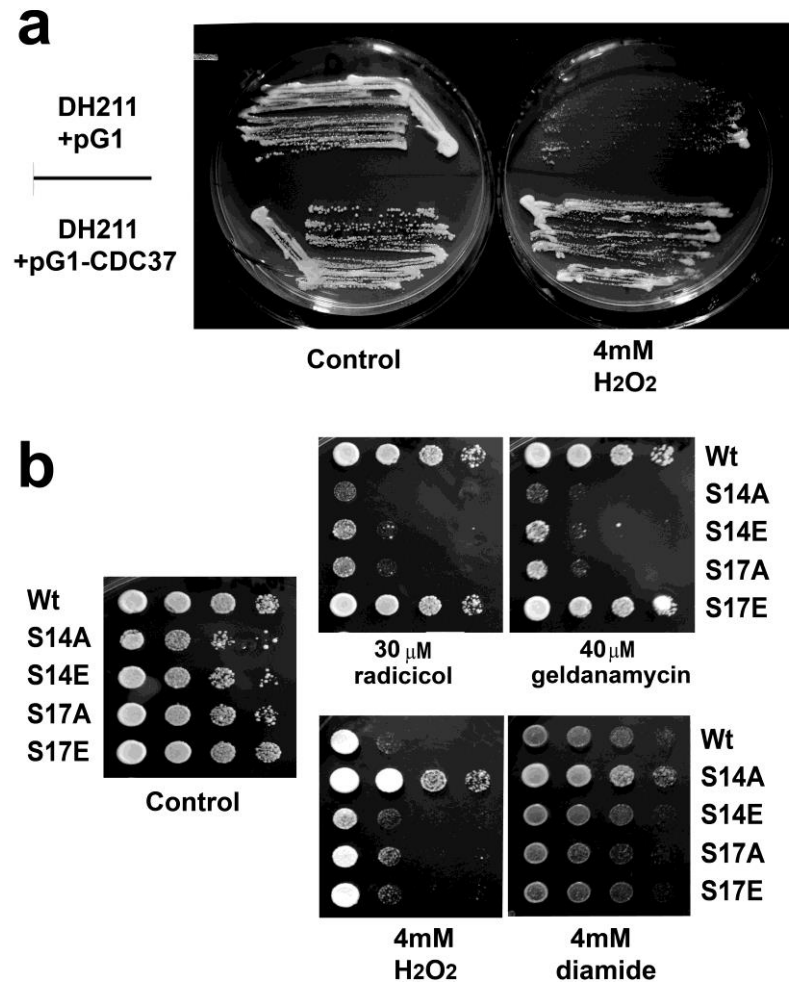 a
DH211
+pG1
DH211
+pG1-CDC37
Control
4mM
H2O2
b
Wt
S14A
S14E
S17A
S17E
Control
30 μM
radicicol
40 μM
geldanamycin
Wt
S14A
S14E
S17A
S17E
4mM
H2O2
4mM
diamide
Wt
S14A
S14E
S17A
S17E